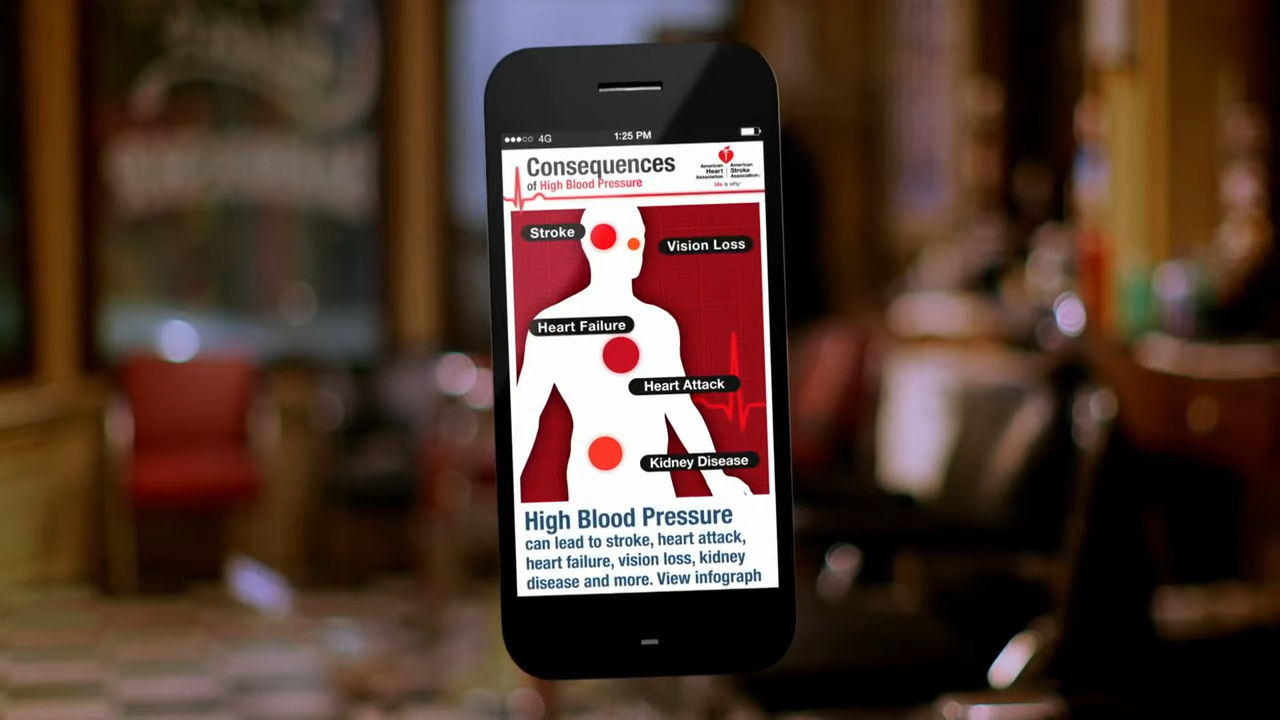 4G
1:25 PM
Consequences
of High Blood Pressure
American
Heart
Association
American
Stroke
Association®
life is why™
Stroke
Vision Loss
Heart Failure
Heart Attack
Kidney Disease
High Blood Pressure
can lead to stroke, heart attack,
heart failure, vision loss, kidney
disease and more. View infograph